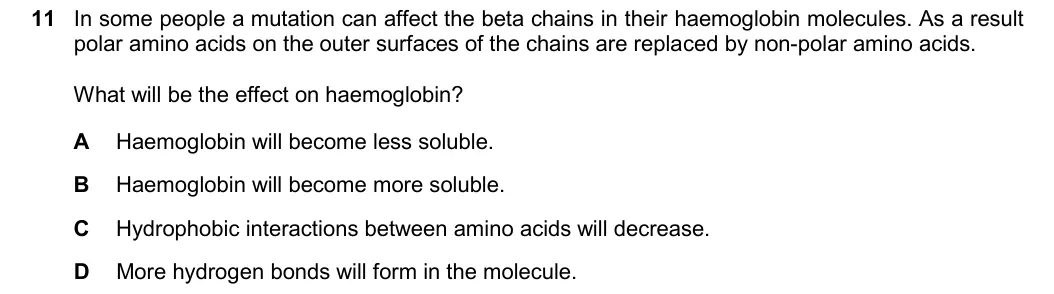 11 In some people a mutation can affect the beta chains in their haemoglobin molecules. As a result
polar amino acids on the outer surfaces of the chains are replaced by non-polar amino acids.
What will be the effect on haemoglobin?
A Haemoglobin will become less soluble.
B Haemoglobin will become more soluble.
C Hydrophobic interactions between amino acids will decrease.
D More hydrogen bonds will form in the molecule.